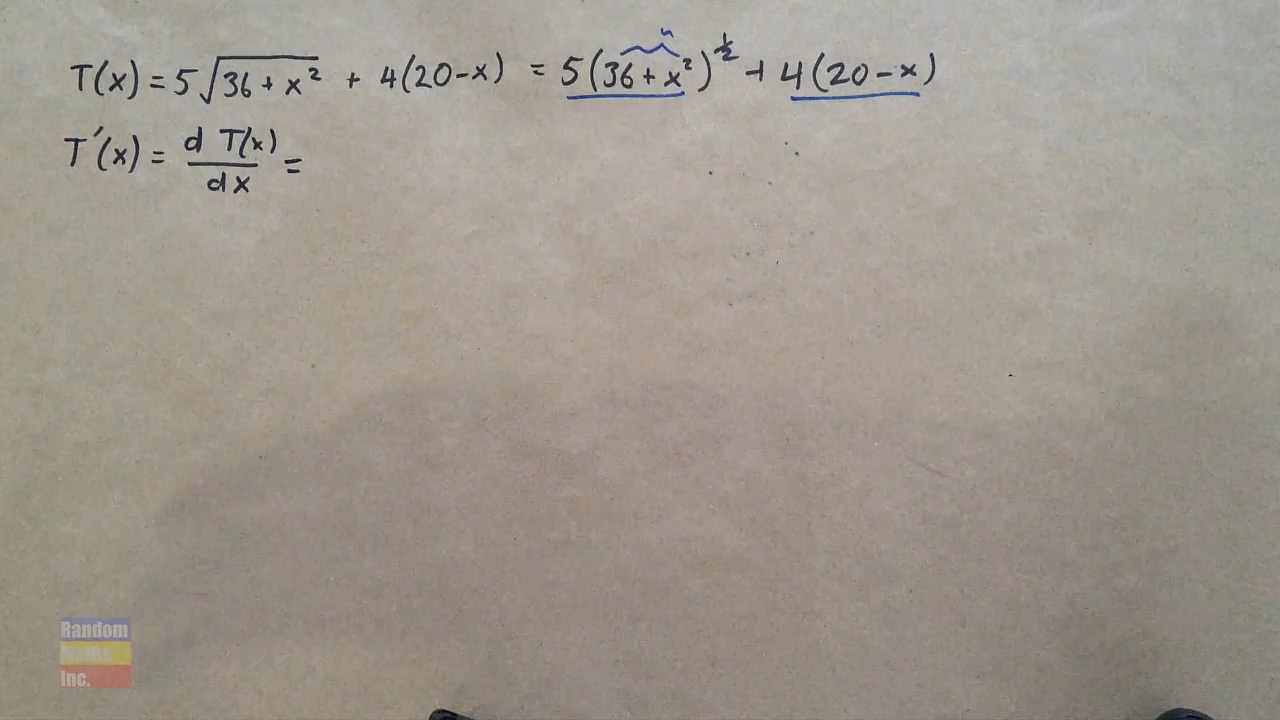 T(x) = 5√(36 + x²) + 4(20 - x) = 5(36 + x²)^½ + 4(20 - x)
T′(x) = d T(x) / dx =
Random
Inc.